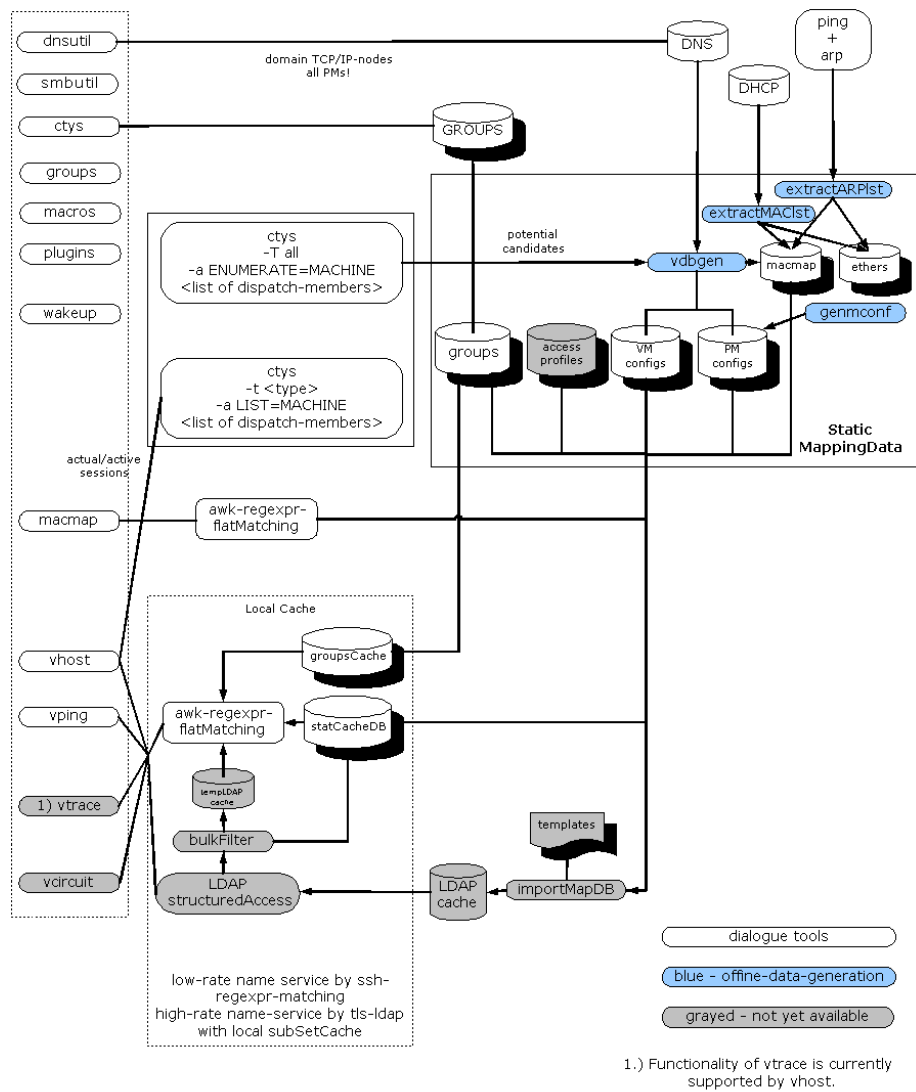 dnsutil
smbutil
ctys
groups
macros
plugins
wakeup
macmap
vhost
vping
1) vtrace
vcircuit
domain TCP/IP-nodes
all PMs!
DNS
ping
+
arp
DHCP
GROUPS
extractARPlst
extractMAClst
ctys
-T all
-a ENUMERATE=MACHINE
<list of dispatch-members>
potential
candidates
vdbgen
macmap
ethers
genmconf
ctys
-t <type>
-a LIST=MACHINE
<list of dispatch-members>
groups
access
profiles
VM
configs
PM
configs
Static
MappingData
actual/active
sessions
awk-regexpr-
flatMatching
Local Cache
groupsCache
awk-regexpr-
flatMatching
statCacheDB
tempLDAP
cache
bulkFilter
LDAP
structuredAccess
templates
LDAP
cache
importMapDB
low-rate name service by ssh-
regexpr-matching
high-rate name-service by tls-ldap
with local subSetCache
dialogue tools
blue - offine-data-generation
grayed - not yet available
1.) Functionality of vtrace is currently
supported by vhost.